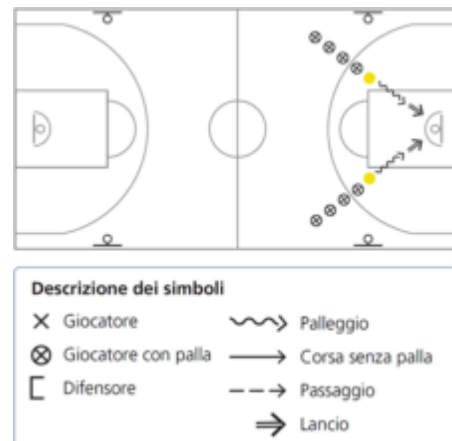 Descrizione dei simboli
Giocatore
Palleggio
Giocatore con palla
Corsa senza palla
Difensore
Passaggio
Lancio